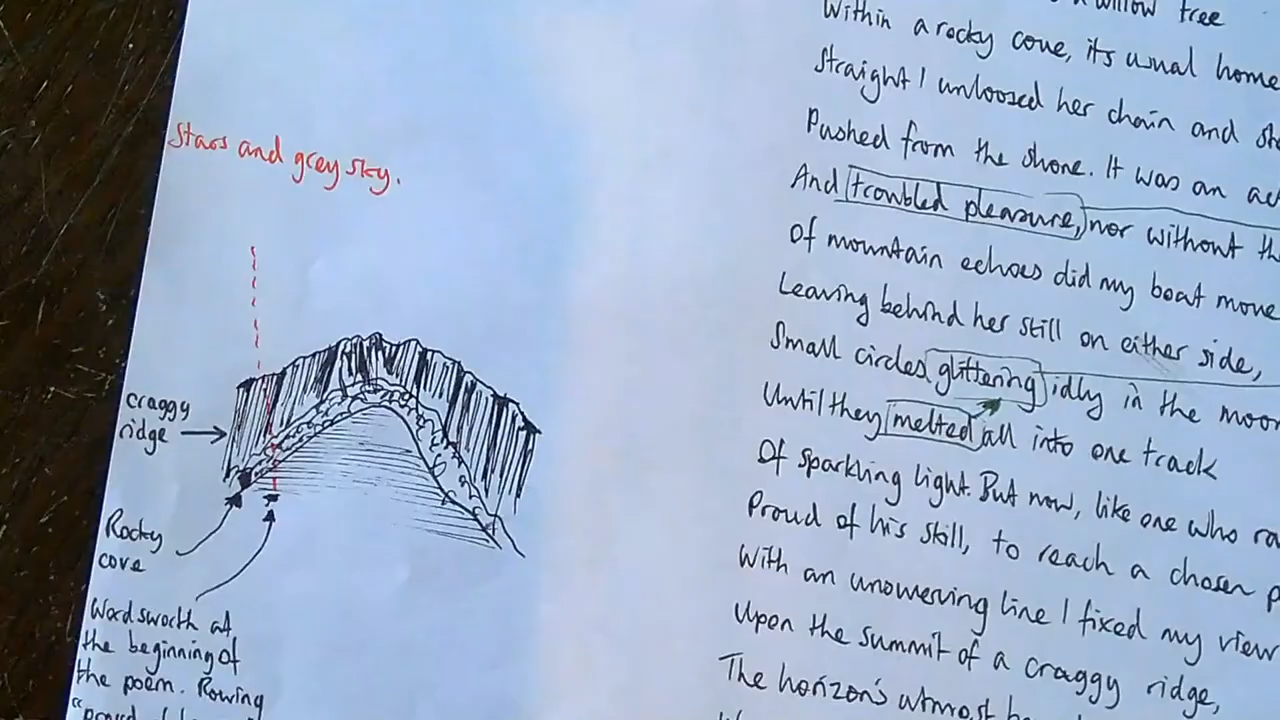 Stars and grey sky.
craggy
ridge
Rocky
cove
Wordsworth at
the beginning of
the poem. Rowing
"proud
willow tree
Within a rocky cove, its usual home
Straight I unloosed her chain and
Pushed from the shore. It was an
And troubled pleasure, nor without
Of mountain echoes did my boat move
Leaving behind her still on either side,
Small circles glittering idly in the
Until they melted all into one track
Of sparkling light. But now, like one who
Proud of his skill, to reach a chosen
With an unswerving line I fixed my view
Upon the summit of a craggy ridge,
The horizon's utmost